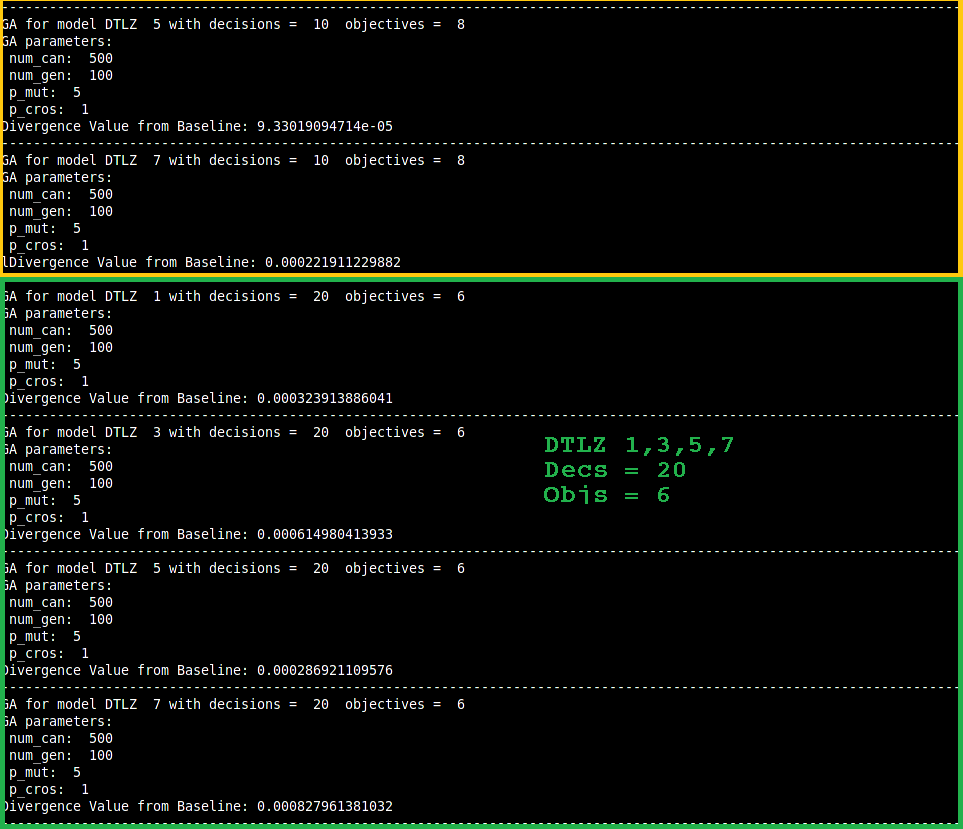 --------------------------------------------------------------------------------
GA for model DTLZ  5 with decisions =  10  objectives =  8
GA parameters:
 num_can:  500
 num_gen:  100
 p_mut:  5
 p_cros:  1
Divergence Value from Baseline: 9.33019094714e-05
--------------------------------------------------------------------------------
GA for model DTLZ  7 with decisions =  10  objectives =  8
GA parameters:
 num_can:  500
 num_gen:  100
 p_mut:  5
 p_cros:  1
lDivergence Value from Baseline: 0.000221911229882
GA for model DTLZ  1 with decisions =  20  objectives =  6
GA parameters:
 num_can:  500
 num_gen:  100
 p_mut:  5
 p_cros:  1
Divergence Value from Baseline: 0.000323913886041
--------------------------------------------------------------------------------
GA for model DTLZ  3 with decisions =  20  objectives =  6
GA parameters:
 num_can:  500
 num_gen:  100
 p_mut:  5
 p_cros:  1
Divergence Value from Baseline: 0.000614980413933
DTLZ 1,3,5,7
Decs = 20
Objs = 6
--------------------------------------------------------------------------------
GA for model DTLZ  5 with decisions =  20  objectives =  6
GA parameters:
 num_can:  500
 num_gen:  100
 p_mut:  5
 p_cros:  1
Divergence Value from Baseline: 0.000286921109576
--------------------------------------------------------------------------------
GA for model DTLZ  7 with decisions =  20  objectives =  6
GA parameters:
 num_can:  500
 num_gen:  100
 p_mut:  5
 p_cros:  1
Divergence Value from Baseline: 0.000827961381032
--------------------------------------------------------------------------------